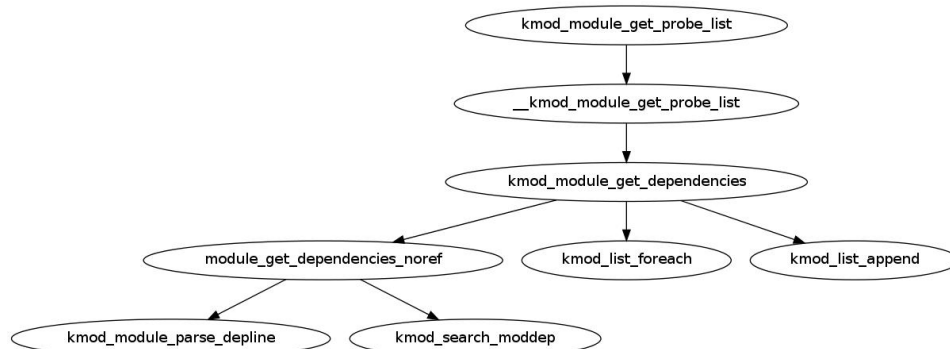 kmod_module_get_probe_list
__kmod_module_get_probe_list
kmod_module_get_dependencies
module_get_dependencies_noref
kmod_list_foreach
kmod_list_append
kmod_module_parse_depline
kmod_search_moddep